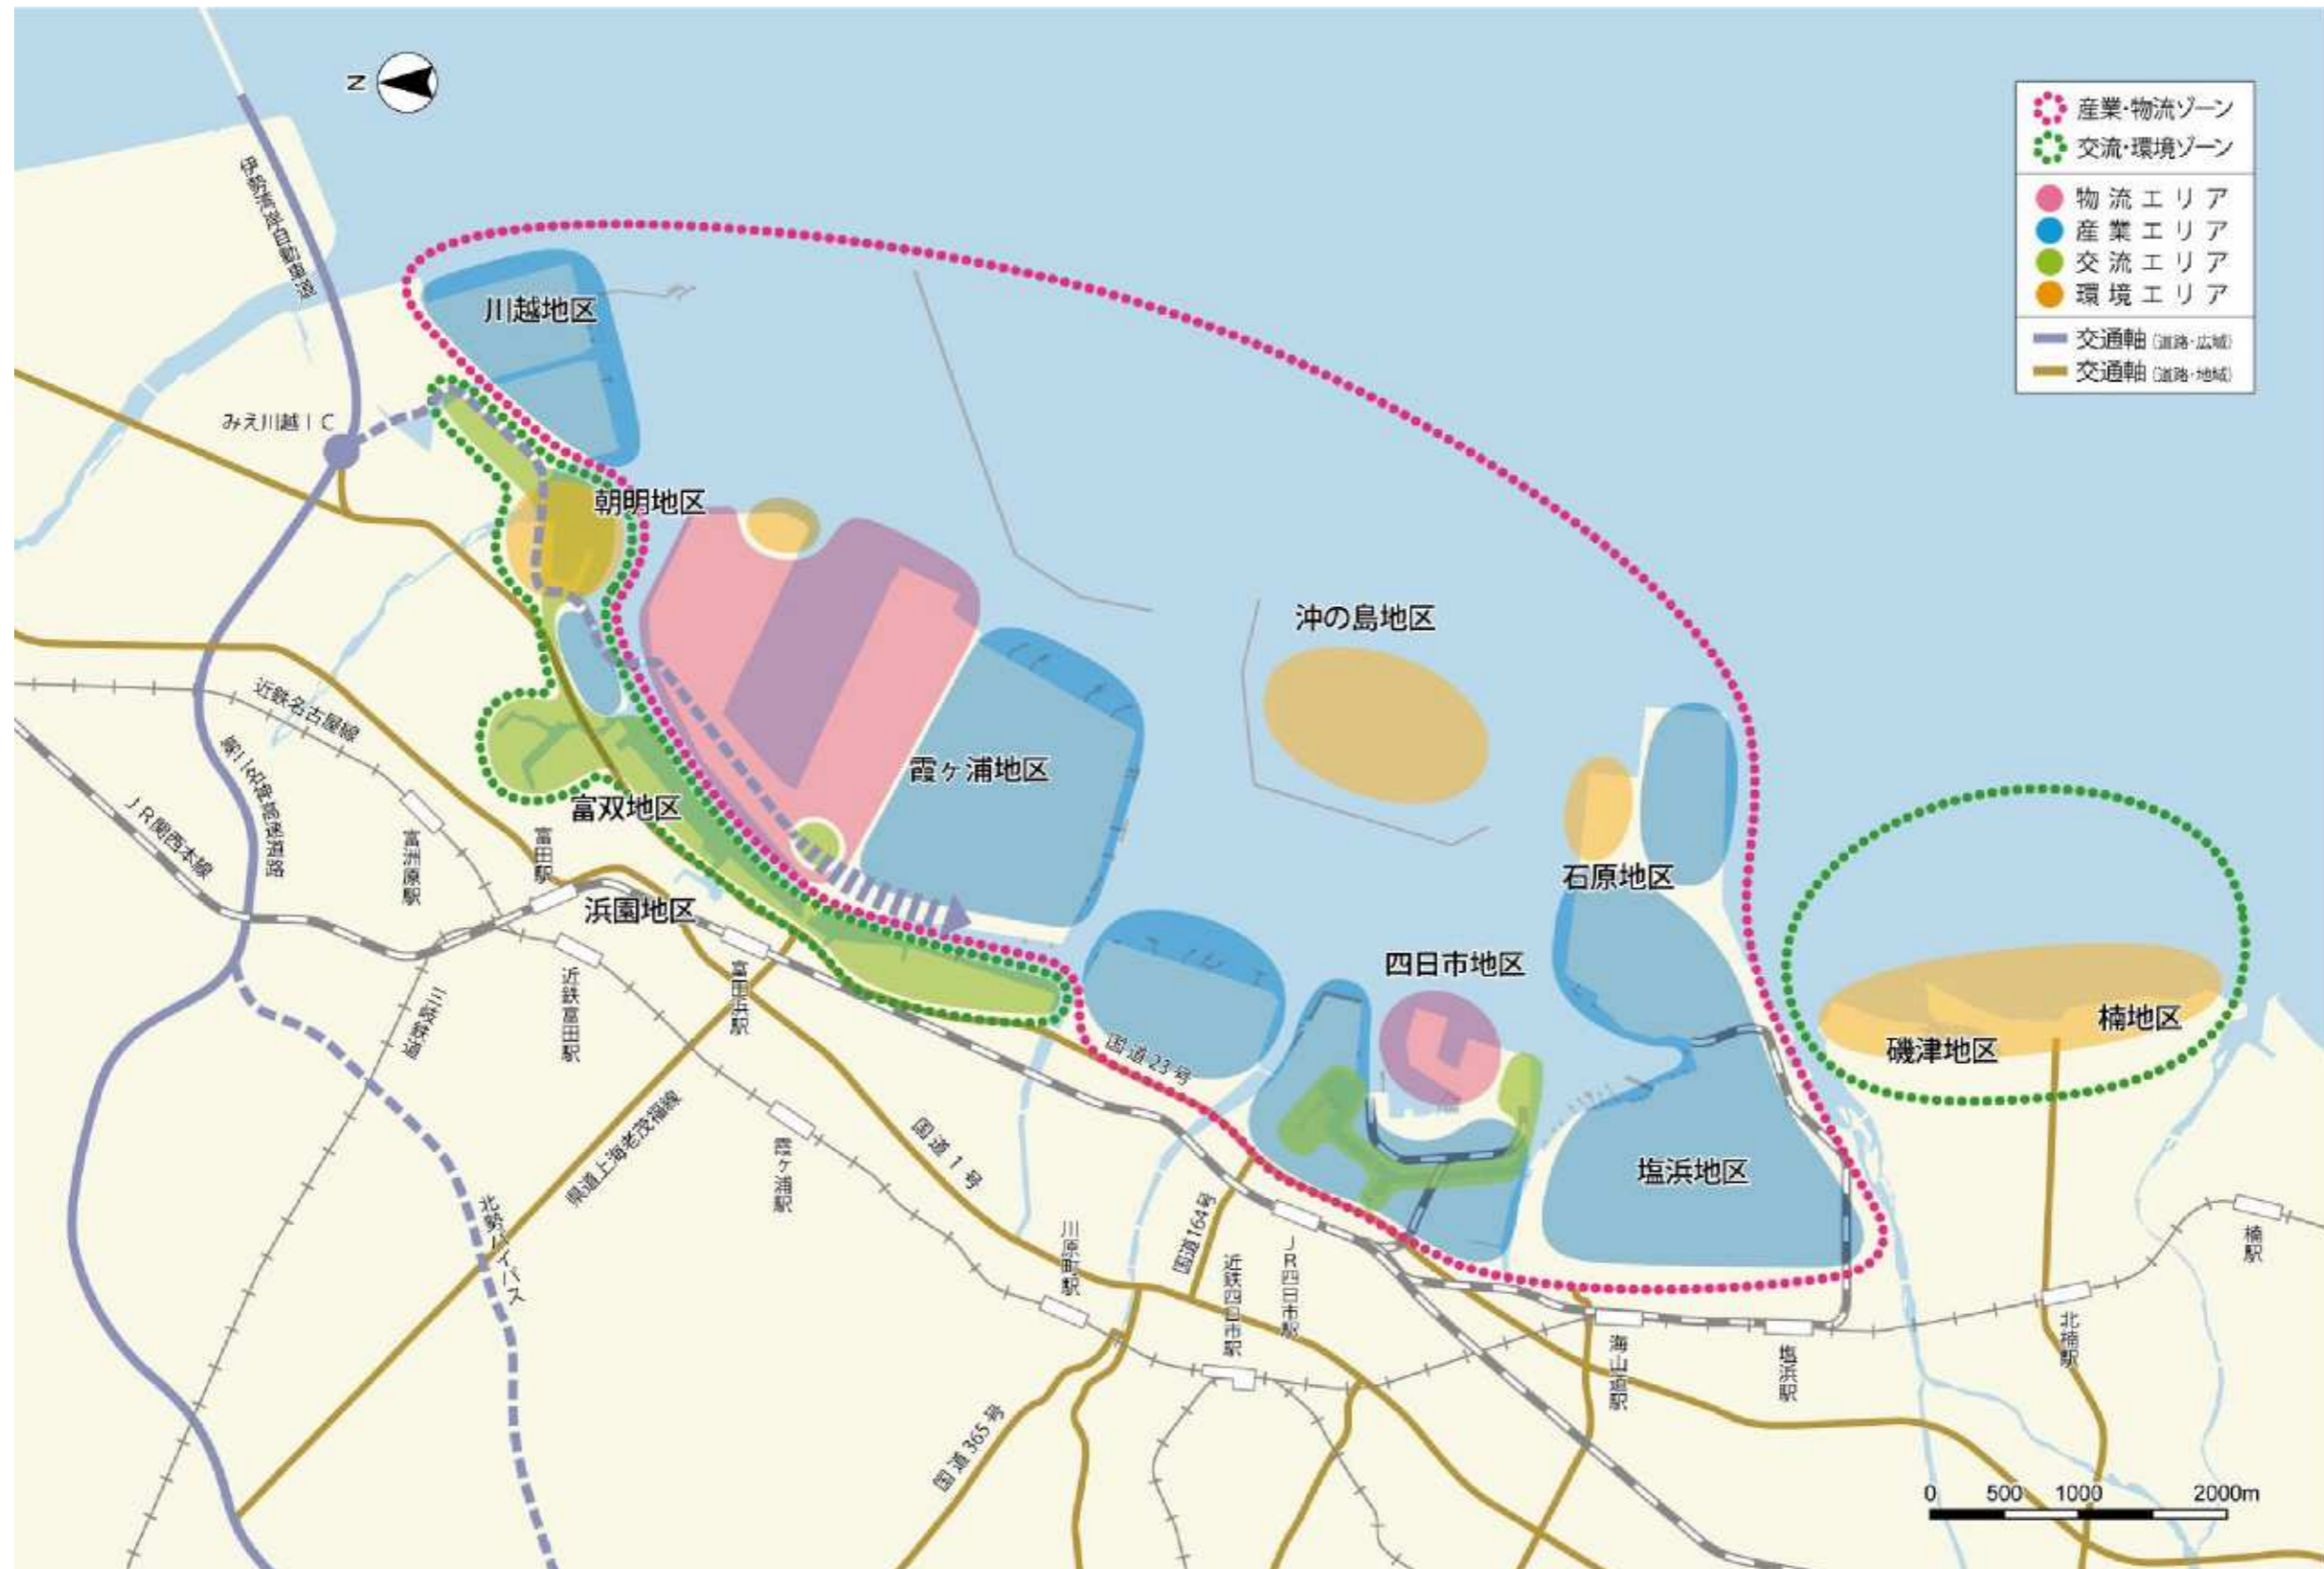 N
産業・物流ゾーン
交流・環境ゾーン
物流エリア
産業エリア
交流エリア
環境エリア
交通軸(道路・広域)
交通軸(道路・地域)
伊勢湾岸自動車道
川越地区
みえ川越IC
朝明地区
沖の島地区
近鉄名古屋線
霞ヶ浦地区
富双地区
JR関西本線
富洲原駅
富田駅
石原地区
浜園地区
四日市地区
近鉄富田駅
富田浜駅
三岐鉄道
楠地区
磯津地区
国道23号
県道上海老茂福線
国道1号
霞ヶ浦駅
塩浜地区
北勢バイパス
川原町駅
国道164号
近鉄四日市駅
JR四日市駅
楠駅
北楠駅
海山道駅
塩浜駅
国道365号
0 500 1000 2000m